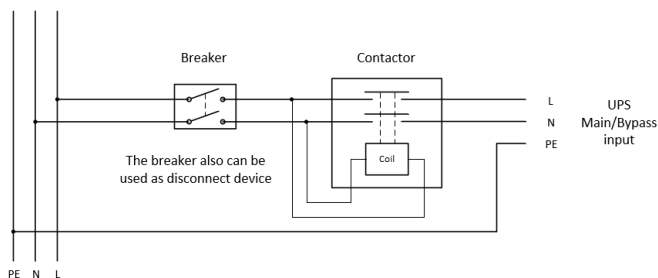 Breaker
Contactor
L
N
PE
UPS
Main/Bypass
input
Coil
The breaker also can be
used as disconnect device
PE N L